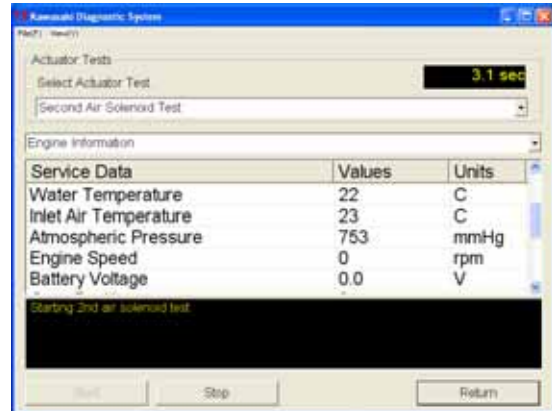 Kawasaki Diagnostic System
File(F) View(V)
Actuator Tests
Select Actuator Test
3.1 sec
Second Air Solenoid Test
Engine Information
Service Data Values Units
Water Temperature 22 C
Inlet Air Temperature 23 C
Atmospheric Pressure 753 mmHg
Engine Speed 0 rpm
Battery Voltage 0.0 V
Starting 2nd air solenoid test
Start Stop Return